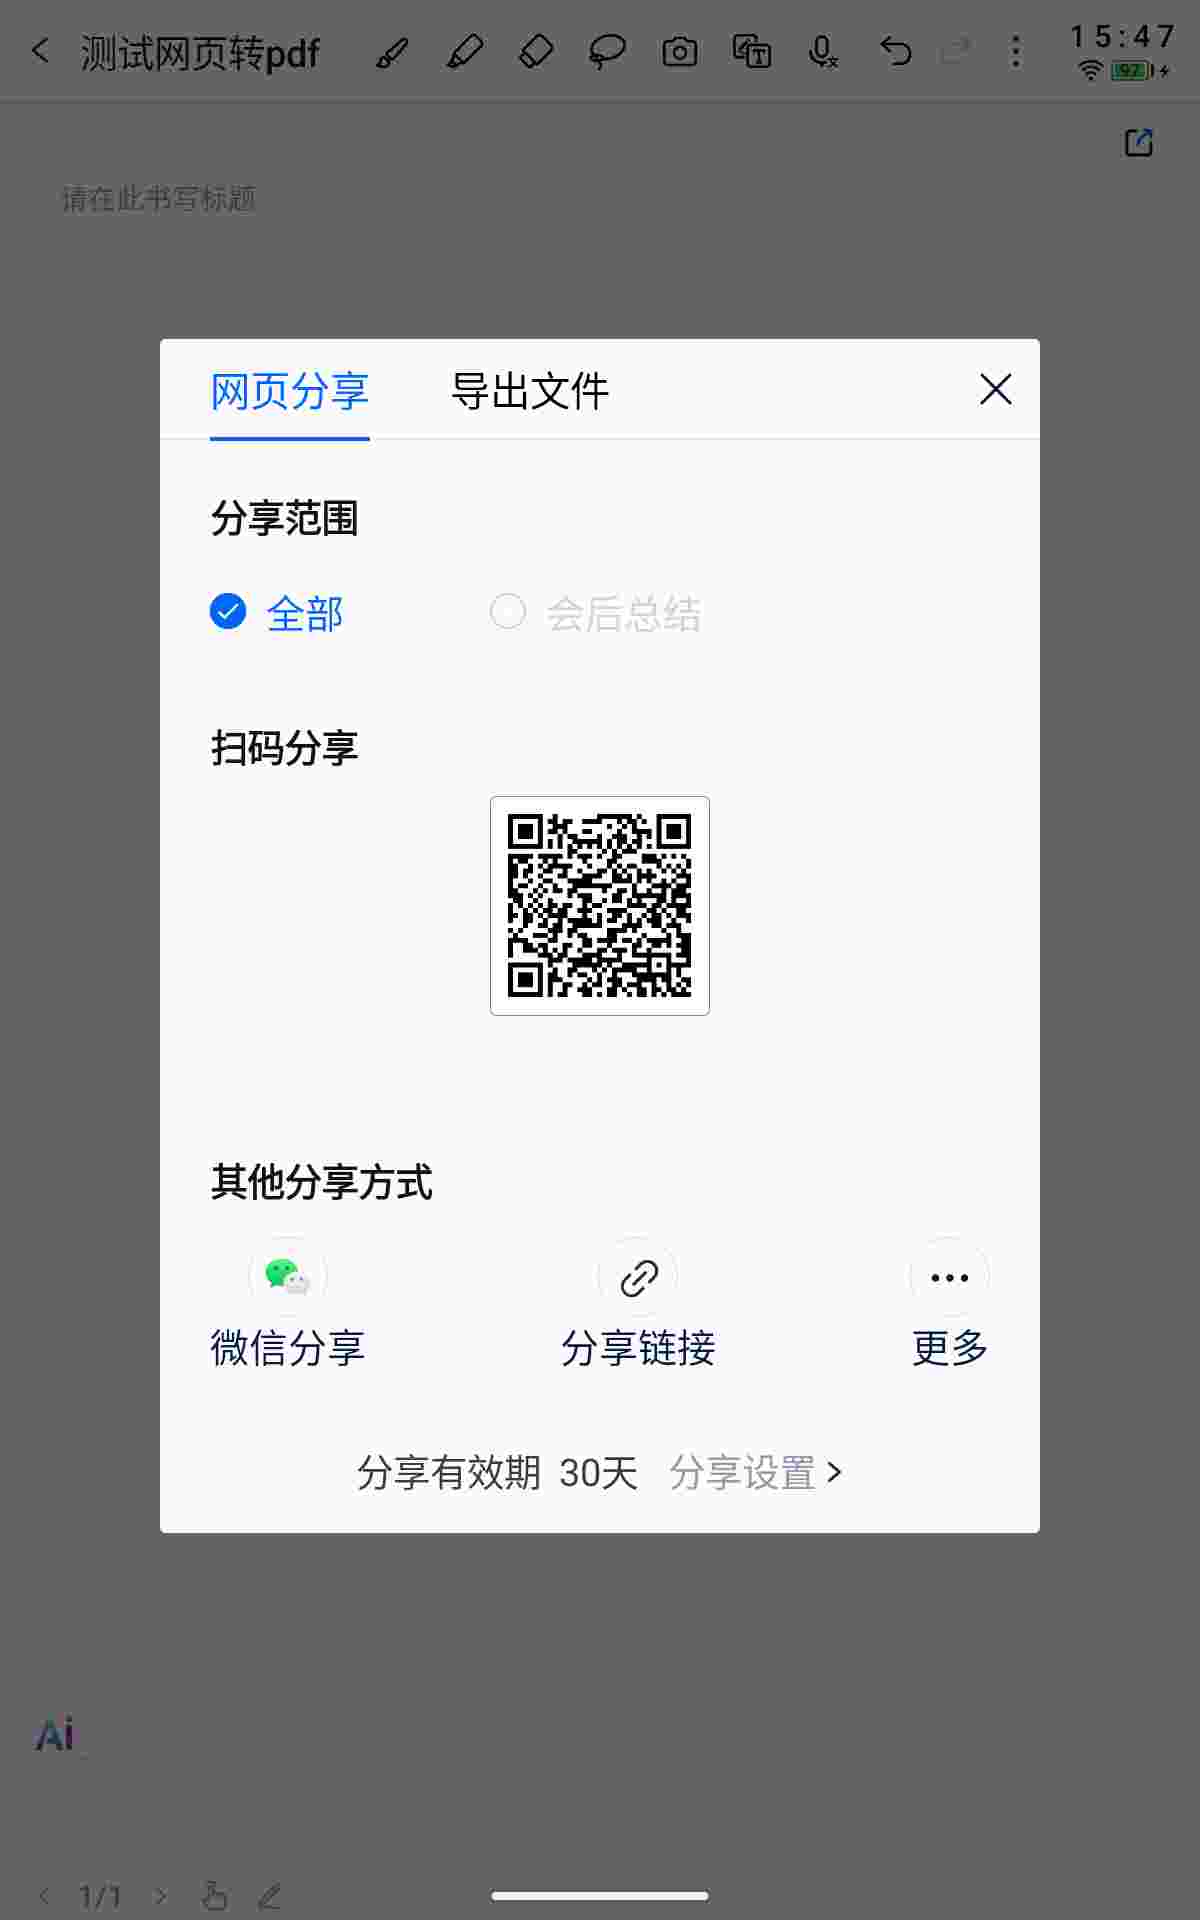 测试网页转pdf
15:47
97
请在此书写标题
网页分享 导出文件
分享范围
全部 会后总结
扫码分享
其他分享方式
微信分享 分享链接 更多
分享有效期 30天 分享设置
Ai
1/1